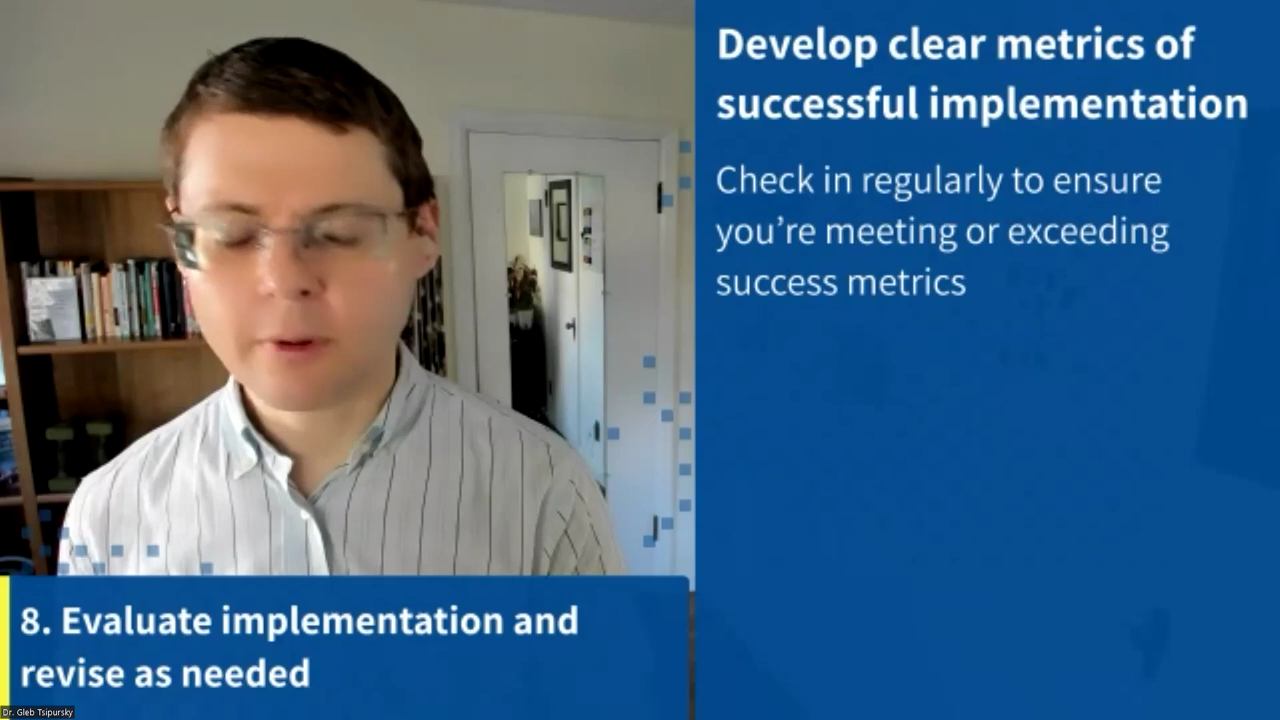 Develop clear metrics of
successful implementation
Check in regularly to ensure
you’re meeting or exceeding
success metrics
8. Evaluate implementation and
revise as needed
Dr. Gleb Tsipursky